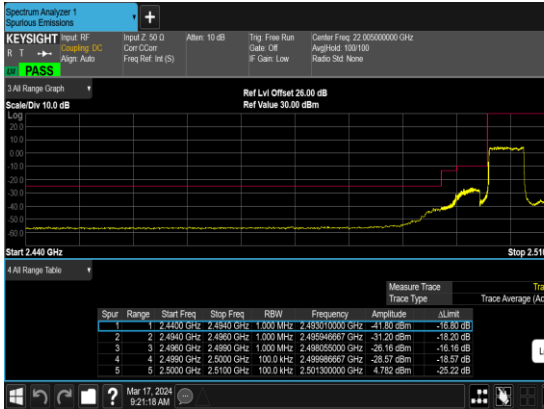 Spectrum Analyzer 1
Spurious Emissions
+
KEYSIGHT Input: RF Input Z: 50 Ω Atten: 10 dB Trig: Free Run Center Freq: 22.005000000 GHz
R T Coupling: DC Corr CCorr Gate: Off Avg|Hold: 100/100
Align: Auto Freq Ref: Int (S) IF Gain: Low Radio Std: None
PASS
3 All Range Graph Ref Lvl Offset 26.00 dB
Scale/Div 10.0 dB Ref Value 30.00 dBm
Log
20.0
10.0
0.00
-10.0
-20.0
-30.0
-40.0
-50.0
-60.0
Start 2.440 GHz Stop 2.51
4 All Range Table
Measure Trace Tra
Trace Type Trace Average (Ac
Spur Range Start Freq Stop Freq RBW Frequency Amplitude ΔLimit
1 1 2.4400 GHz 2.4940 GHz 1.000 MHz 2.493010000 GHz -41.80 dBm -16.80 dB
2 2 2.4940 GHz 2.4960 GHz 1.000 MHz 2.495946667 GHz -31.20 dBm -18.20 dB
3 3 2.4960 GHz 2.4990 GHz 1.000 MHz 2.498055000 GHz -26.16 dBm -16.16 dB
4 4 2.4990 GHz 2.5000 GHz 100.0 kHz 2.499986667 GHz -28.57 dBm -18.57 dB
5 5 2.5000 GHz 2.5100 GHz 100.0 kHz 2.501300000 GHz 4.782 dBm -25.22 dB
Mar 17, 2024
9:21:18 AM